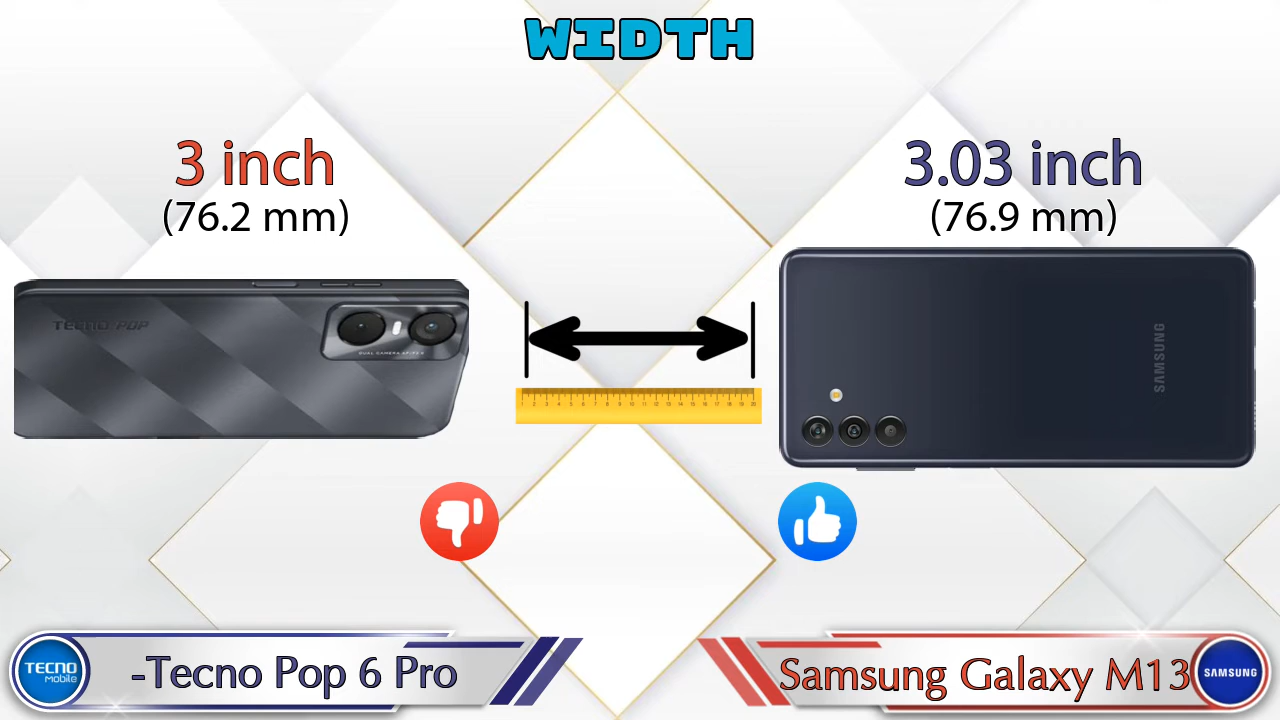 WIDTH
3 inch
(76.2 mm)
3.03 inch
(76.9 mm)
TECNO POP
SAMSUNG
TECNO
mobile
-Tecno Pop 6 Pro
Samsung Galaxy M13
SAMSUNG